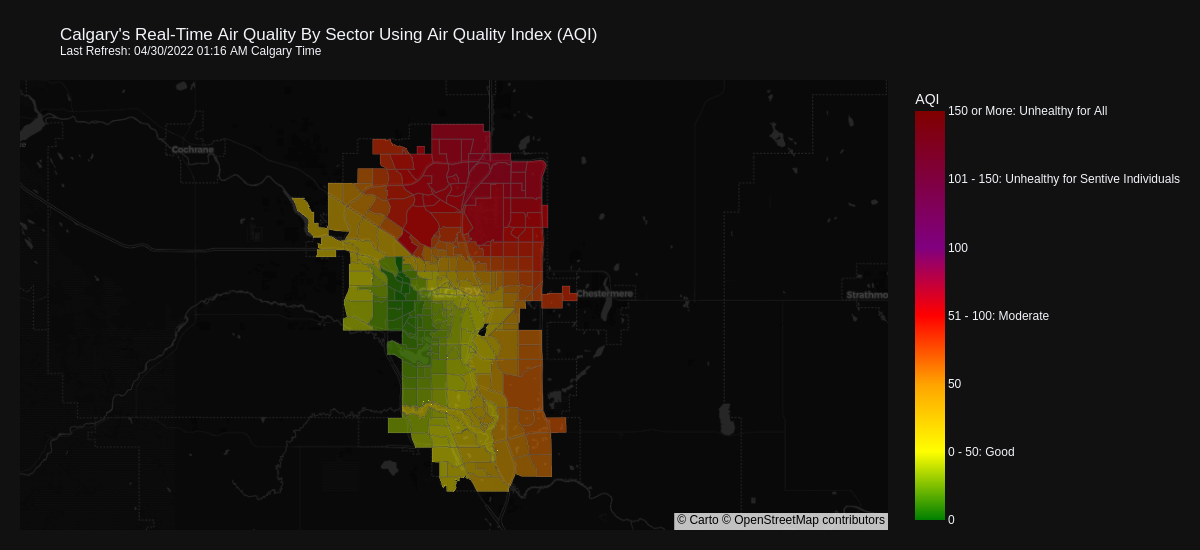 Calgary's Real-Time Air Quality By Sector Using Air Quality Index (AQI)
Last Refresh: 04/30/2022 01:16 AM Calgary Time
AQI
150 or More: Unhealthy for All
Cochrane
101 - 150: Unhealthy for Sentive Individuals
100
Chestermere
Strathmo
51 - 100: Moderate
50
0 - 50: Good
0
© Carto © OpenStreetMap contributors